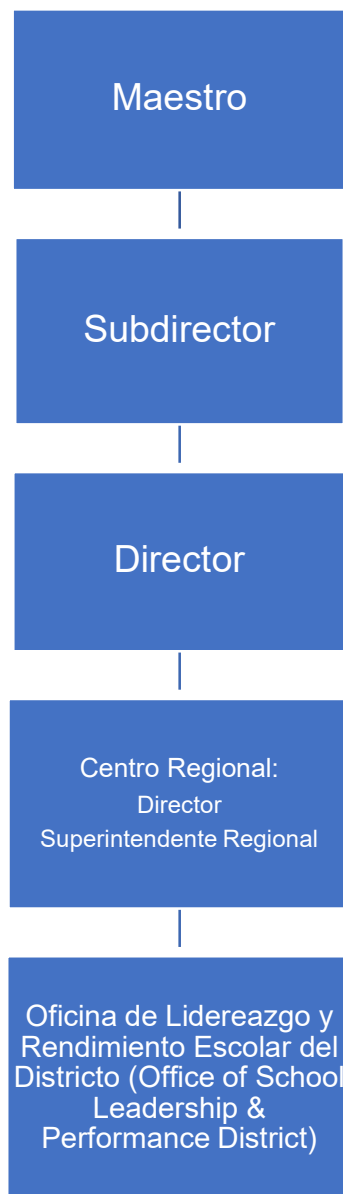 Maestro
Subdirector
Director
Centro Regional:
Director
Superintendente Regional
Oficina de Lidereazgo y
Rendimiento Escolar del
Districto (Office of School
Leadership &
Performance District)